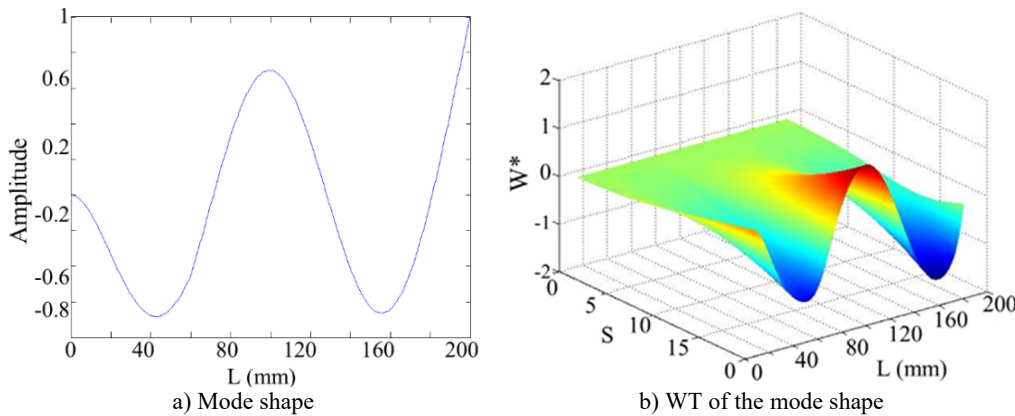 1
0.6
0.2
-0.2
-0.6
-0.8
Amplitude
0 40 80 120 160 200
L (mm)
a) Mode shape
2
1
0
-1
-2
W*
0
5
10
15
0
S
0 40 80 120 160 200
L (mm)
b) WT of the mode shape